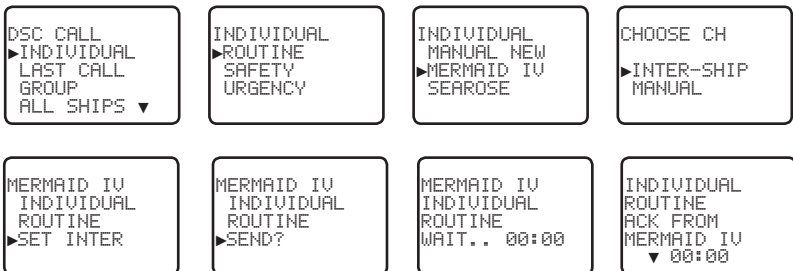 DSC CALL
►INDIVIDUAL
LAST CALL
GROUP
ALL SHIPS ▼
INDIVIDUAL
►ROUTINE
SAFETY
URGENCY
INDIVIDUAL
MANUAL NEW
►MERMAID IV
SEAROSE
CHOOSE CH
►INTER-SHIP
MANUAL
MERMAID IV
INDIVIDUAL
ROUTINE
►SET INTER
MERMAID IV
INDIVIDUAL
ROUTINE
►SEND?
MERMAID IV
INDIVIDUAL
ROUTINE
WAIT.. 00:00
INDIVIDUAL
ROUTINE
ACK FROM
MERMAID IV
▼ 00:00